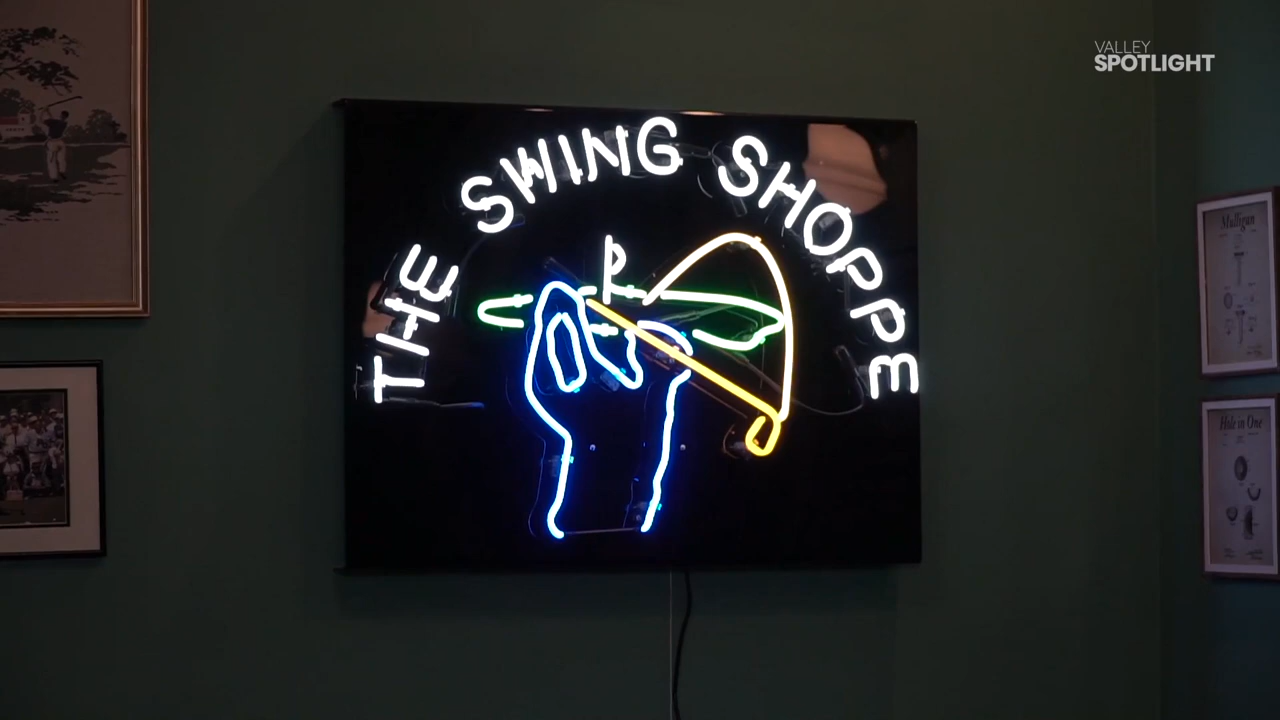 VALLEY
SPOTLIGHT
THE SWING SHOPPE
Mulligan
Hole in One